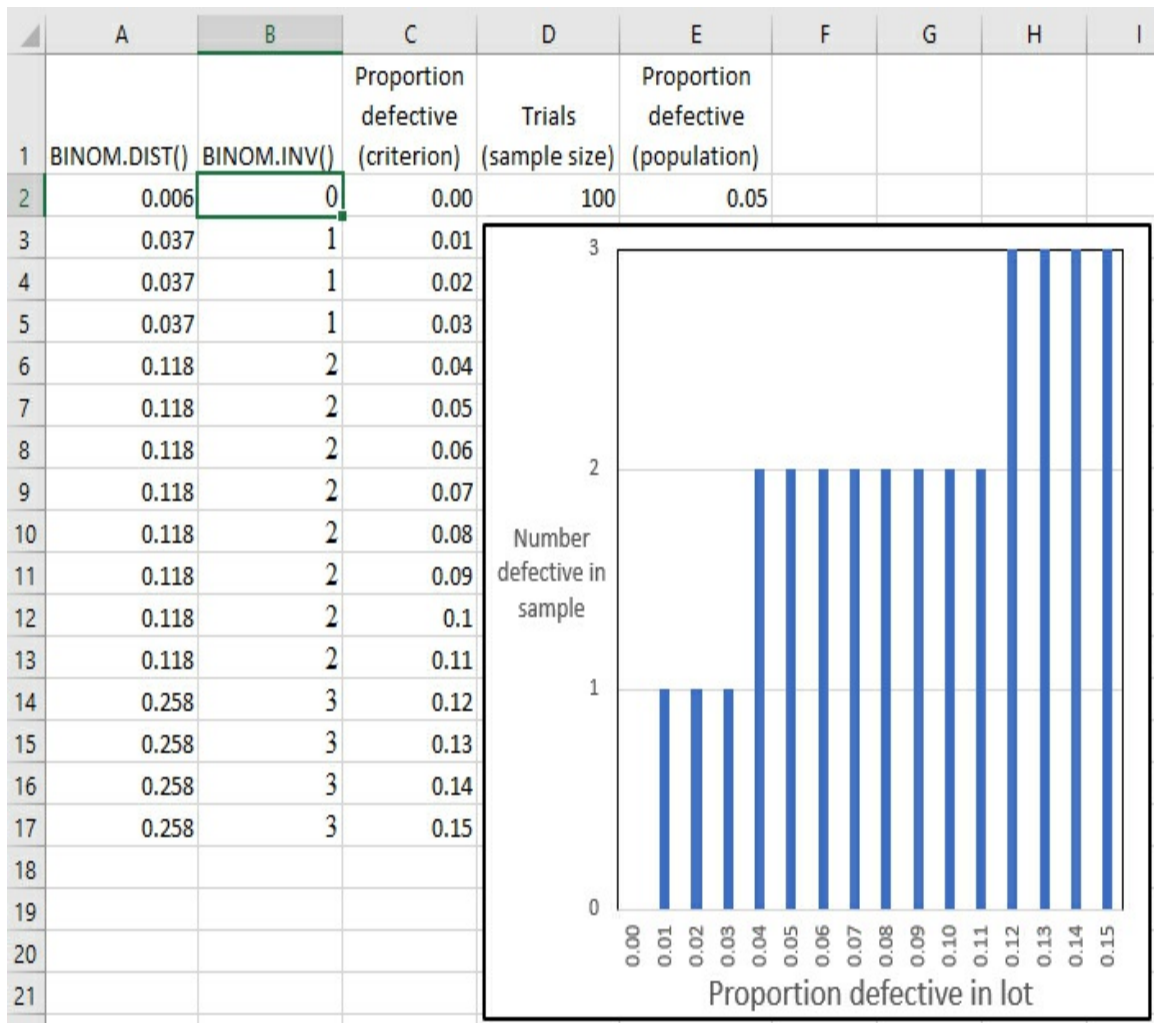 A B C D E F G H I
Proportion Proportion
defective Trials defective
1 BINOM.DIST() BINOM.INV() (criterion) (sample size) (population)
2 0.006 0 0.00 100 0.05
3 0.037 1 0.01
4 0.037 1 0.02
5 0.037 1 0.03
6 0.118 2 0.04
7 0.118 2 0.05
8 0.118 2 0.06
9 0.118 2 0.07
10 0.118 2 0.08
11 0.118 2 0.09
12 0.118 2 0.1
13 0.118 2 0.11
14 0.258 3 0.12
15 0.258 3 0.13
16 0.258 3 0.14
17 0.258 3 0.15
18
19
20
21
3
2
Number
defective in
sample
1
0
0.00 0.01 0.02 0.03 0.04 0.05 0.06 0.07 0.08 0.09 0.10 0.11 0.12 0.13 0.14 0.15
Proportion defective in lot